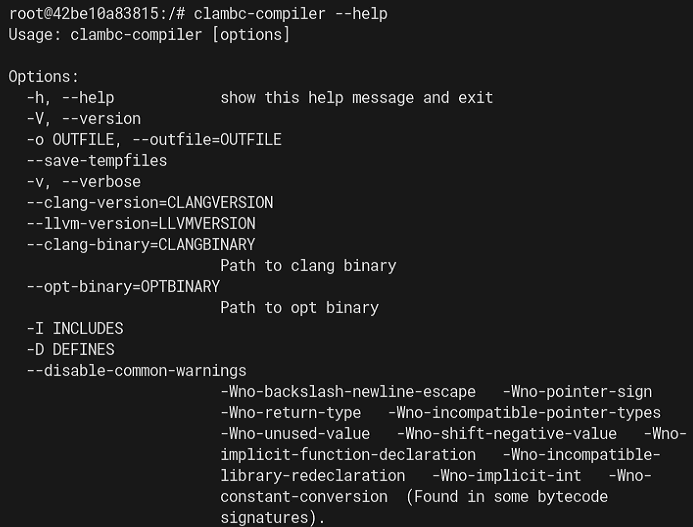 root@42be10a83815:/# clambc-compiler --help
Usage: clambc-compiler [options]

Options:
  -h, --help            show this help message and exit
  -V, --version
  -o OUTFILE, --outfile=OUTFILE
  --save-tempfiles
  -v, --verbose
  --clang-version=CLANGVERSION
  --llvm-version=LLVMVERSION
  --clang-binary=CLANGBINARY
                        Path to clang binary
  --opt-binary=OPTBINARY
                        Path to opt binary
  -I INCLUDES
  -D DEFINES
  --disable-common-warnings
                        -Wno-backslash-newline-escape   -Wno-pointer-sign
                        -Wno-return-type   -Wno-incompatible-pointer-types
                        -Wno-unused-value   -Wno-shift-negative-value   -Wno-
                        implicit-function-declaration   -Wno-incompatible-
                        library-redeclaration   -Wno-implicit-int   -Wno-
                        constant-conversion  (Found in some bytecode
                        signatures).